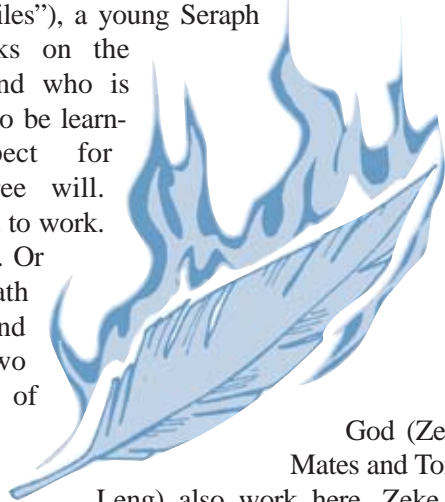 iles”), a young Seraph
ks on the
nd who is
o be learn-
pect for
ree will.
to work.
. Or
ath
nd
wo
of
God (Ze
Mates and To
Leng) also work here. Zeke